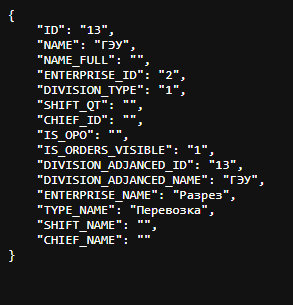 {
"ID": "13",
"NAME": "ГЭУ",
"NAME_FULL": "",
"ENTERPRISE_ID": "2",
"DIVISION_TYPE": "1",
"SHIFT_QT": "",
"CHIEF_ID": "",
"IS_OPO": "",
"IS_ORDERS_VISIBLE": "1",
"DIVISION_ADJANCED_ID": "13",
"DIVISION_ADJANCED_NAME": "ГЭУ",
"ENTERPRISE_NAME": "Разрез",
"TYPE_NAME": "Перевозка",
"SHIFT_NAME": "",
"CHIEF_NAME": ""
}